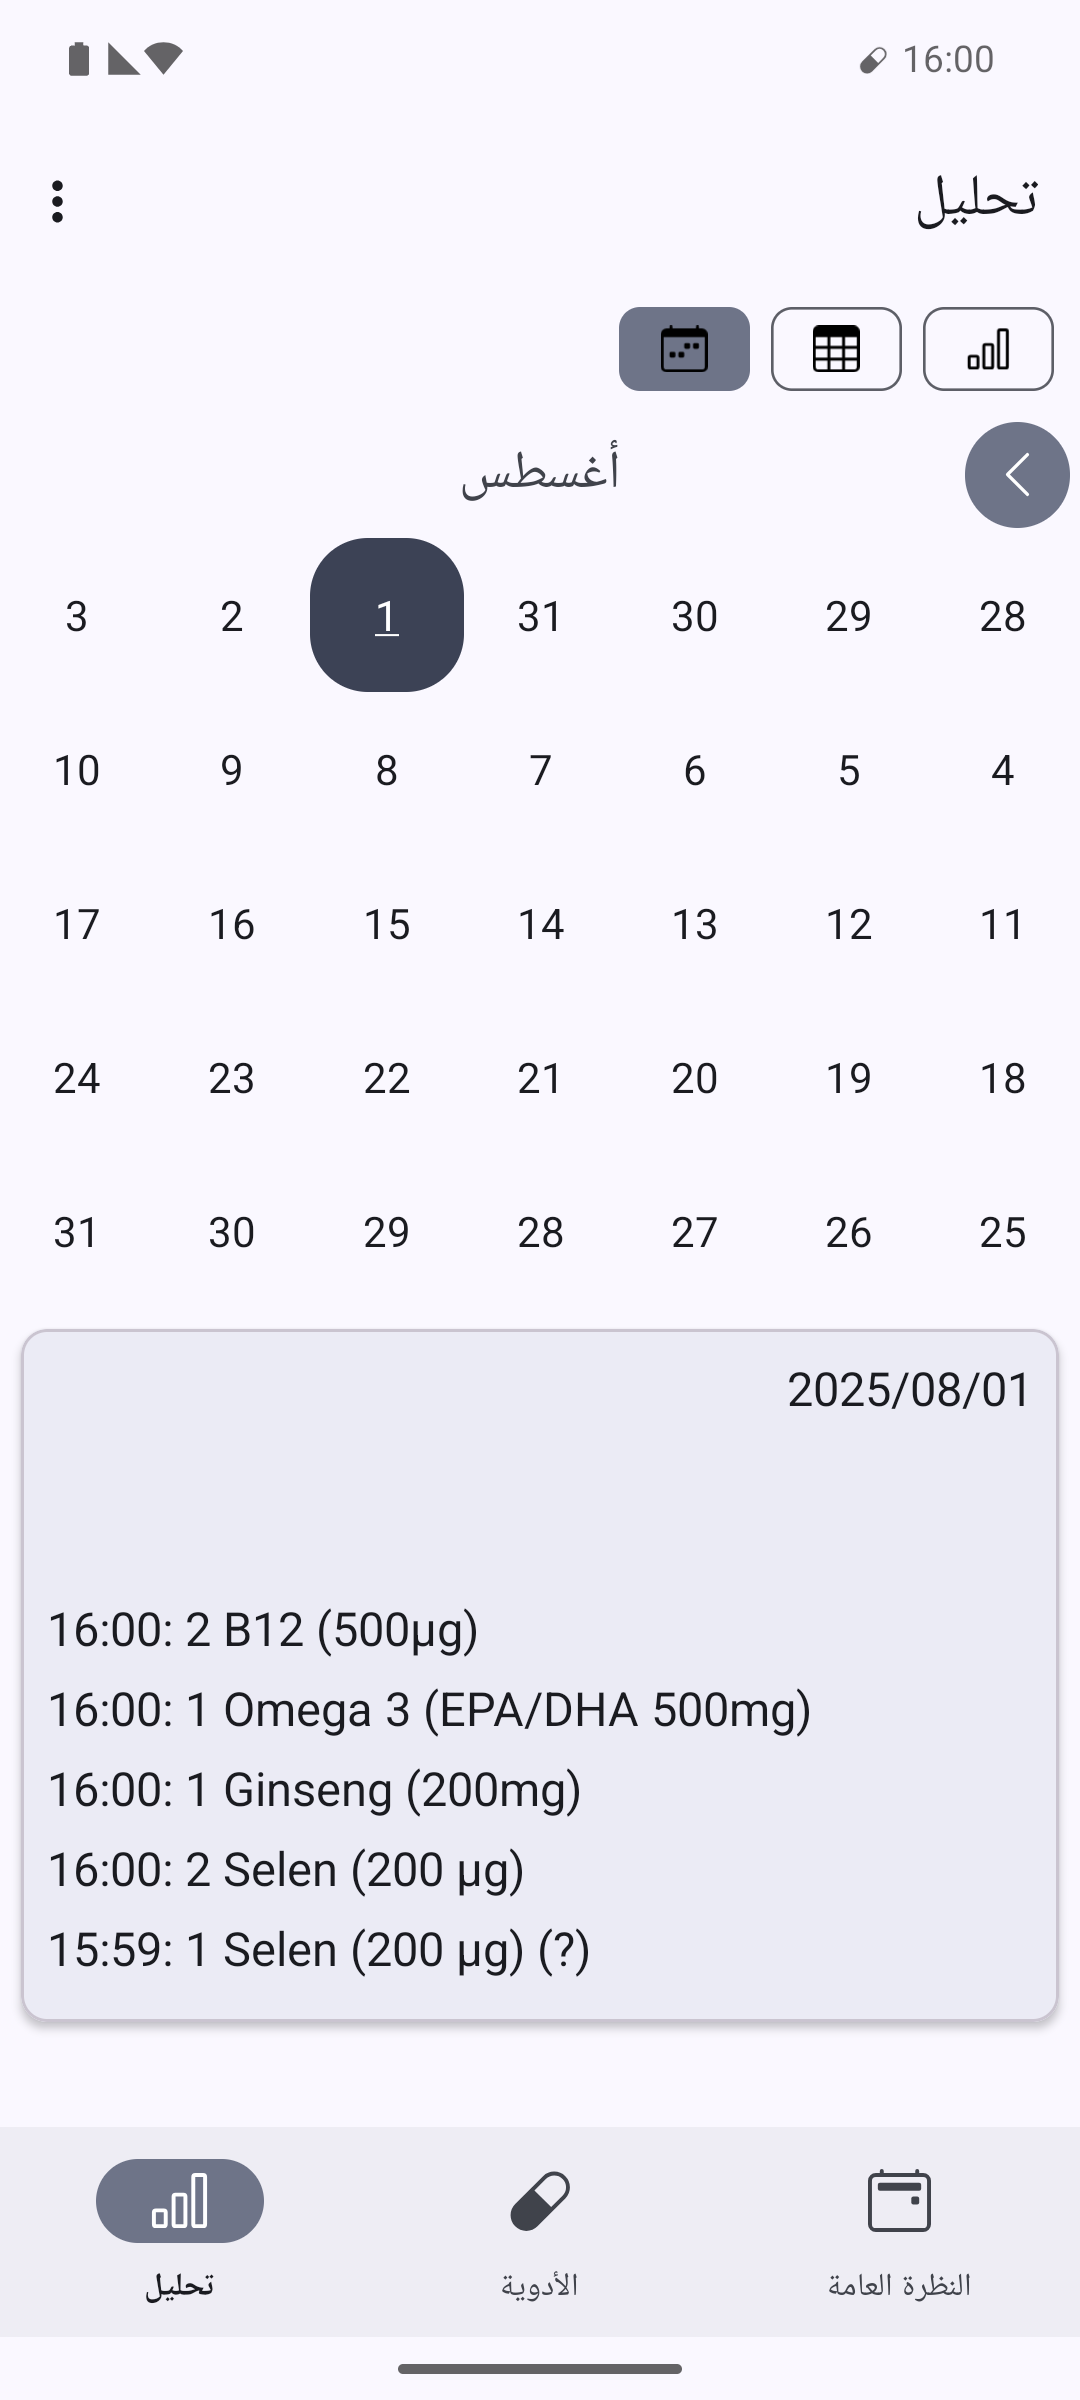 16:00
تحليل
أغسطس
28 29 30 31 1 2 3
4 5 6 7 8 9 10
11 12 13 14 15 16 17
18 19 20 21 22 23 24
25 26 27 28 29 30 31
2025/08/01
16:00: 2 B12 (500µg)
16:00: 1 Omega 3 (EPA/DHA 500mg)
16:00: 1 Ginseng (200mg)
16:00: 2 Selen (200 µg)
15:59: 1 Selen (200 µg) (?)
النظرة العامة
الأدوية
تحليل